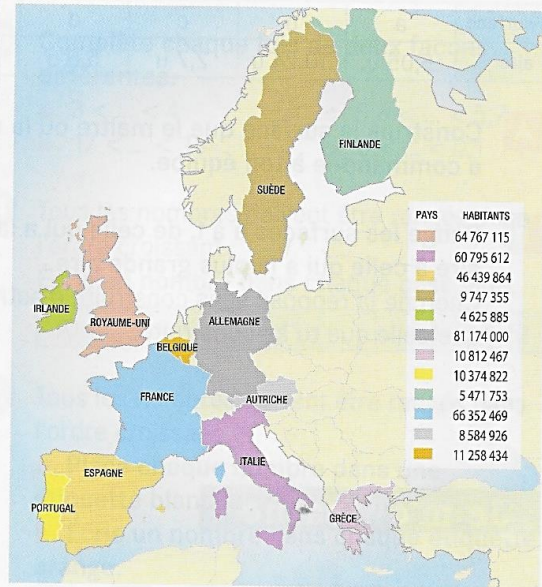 FINLANDE
SUÈDE
PAYS HABITANTS
64 767 115
60 795 612
46 439 864
9 747 355
4 625 885
81 174 000
10 812 467
10 374 822
5 471 753
66 352 469
8 584 926
11 258 434
IRLANDE
ROYAUME-UNI
ALLEMAGNE
BELGIQUE
FRANCE
AUTRICHE
ITALIE
ESPAGNE
PORTUGAL
GRÈCE